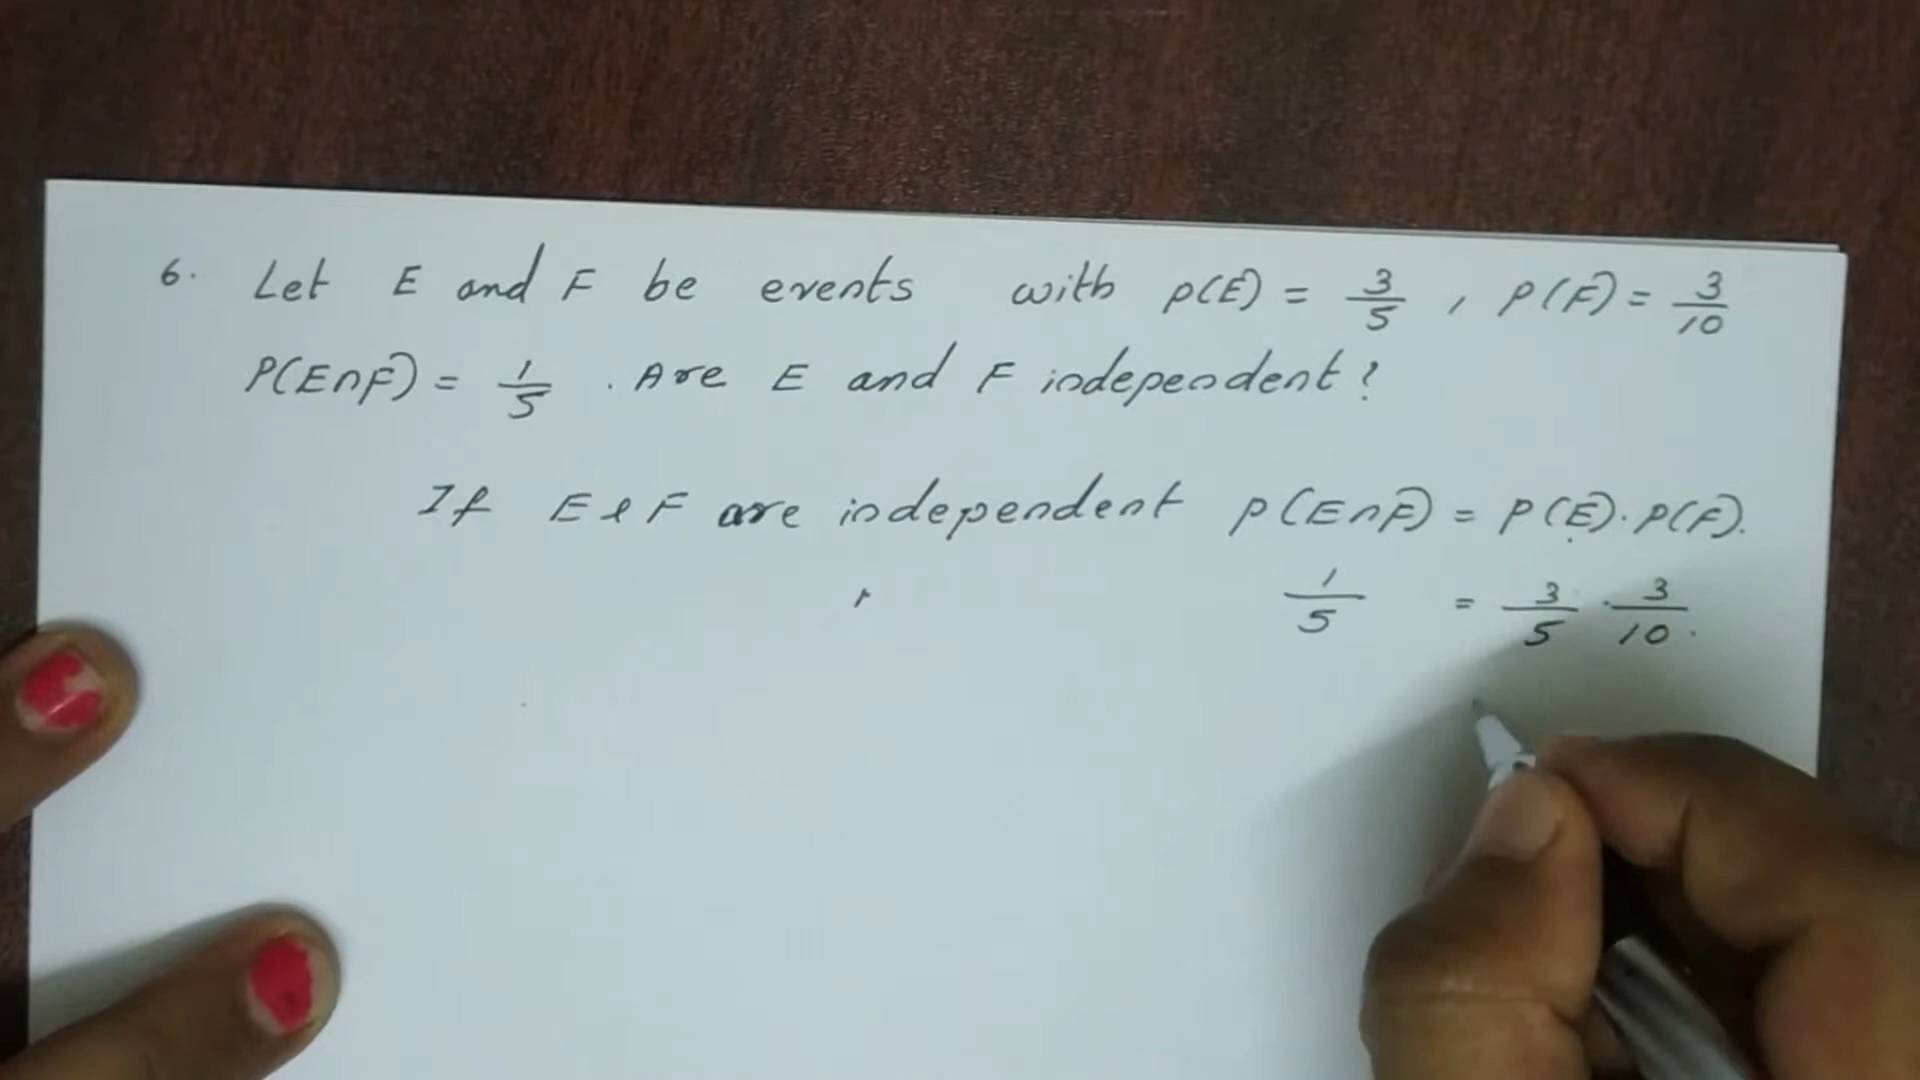 6. Let E and F be events with P(E) = 3/5 , P(F) = 3/10
P(E∩F) = 1/5 . Are E and F independent?
If E & F are independent P(E∩F) = P(E). P(F).
1/5 = 3/5 . 3/10.